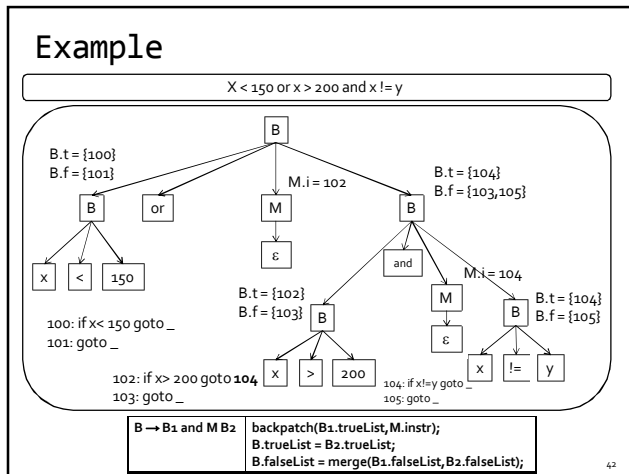 Example
X < 150 or x > 200 and x != y
B
B.t = {100}
B.f = {101}
M.i = 102
B.t = {104}
B.f = {103,105}
B
or
M
B
ε
and
M.i = 104
x
<
150
B.t = {102}
B.f = {103}
M
B.t = {104}
B.f = {105}
B
B
100: if x< 150 goto _
101: goto _
ε
102: if x> 200 goto 104
103: goto _
x
>
200
104: if x!=y goto _
105: goto _
x
!=
y
B → B1 and M B2
backpatch(B1.trueList,M.instr);
B.trueList = B2.trueList;
B.falseList = merge(B1.falseList,B2.falseList);
42